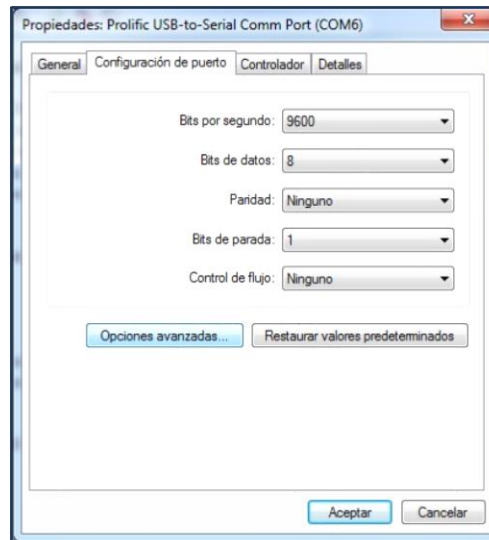 Propiedades: Prolific USB-to-Serial Comm Port (COM6)
General Configuración de puerto Controlador Detalles
Bits por segundo: 9600
Bits de datos: 8
Paridad: Ninguno
Bits de parada: 1
Control de flujo: Ninguno
Opciones avanzadas... Restaurar valores predeterminados
Aceptar Cancelar